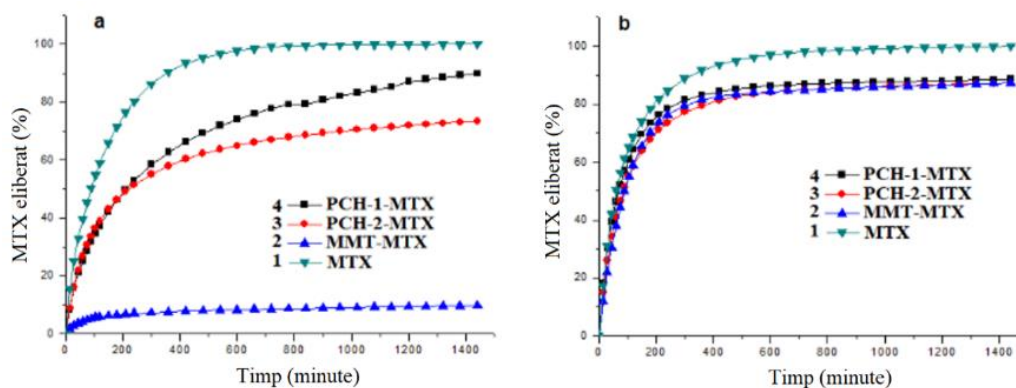 a
MTX eliberat (%)
100
80
60
40
20
0
4 PCH-1-MTX
3 PCH-2-MTX
2 MMT-MTX
1 MTX
0 200 400 600 800 1000 1200 1400
Timp (minute)
b
MTX eliberat (%)
100
80
60
40
20
0
4 PCH-1-MTX
3 PCH-2-MTX
2 MMT-MTX
1 MTX
0 200 400 600 800 1000 1200 1400
Timp (minute)